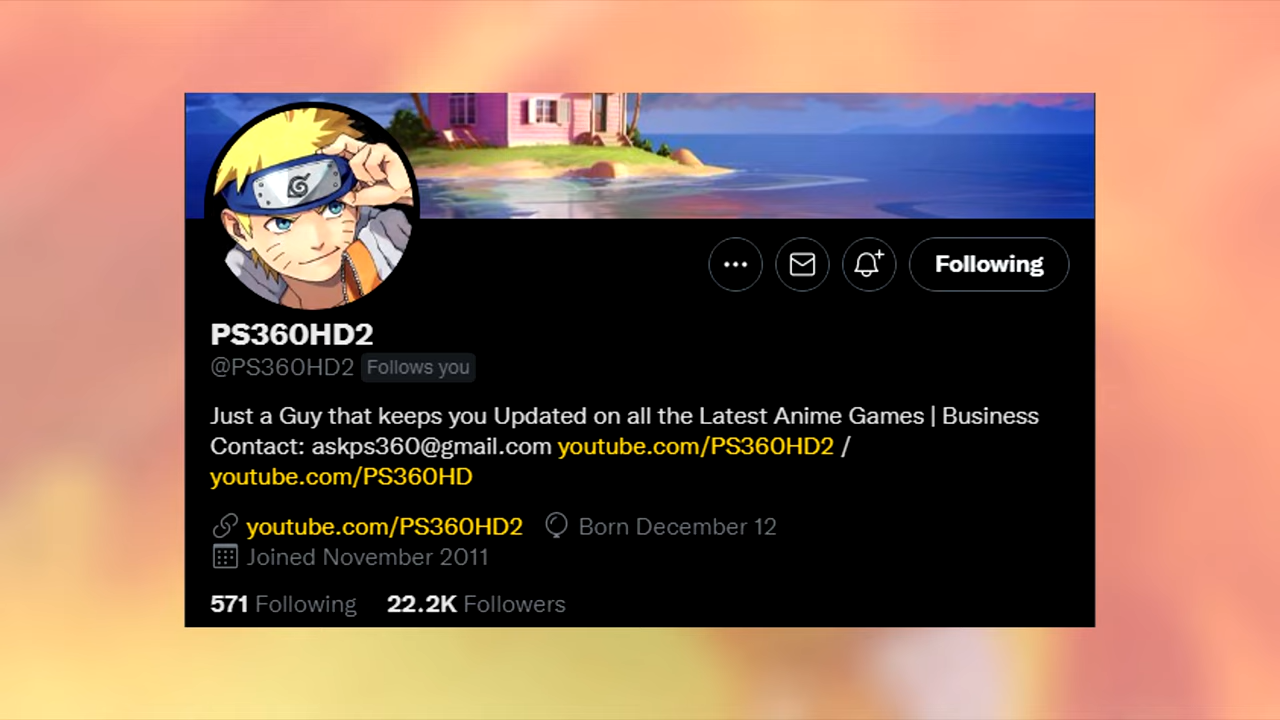 Following
PS360HD2
@PS360HD2 Follows you
Just a Guy that keeps you Updated on all the Latest Anime Games | Business
Contact: askps360@gmail.com youtube.com/PS360HD2 /
youtube.com/PS360HD
youtube.com/PS360HD2 Born December 12
Joined November 2011
571 Following 22.2K Followers